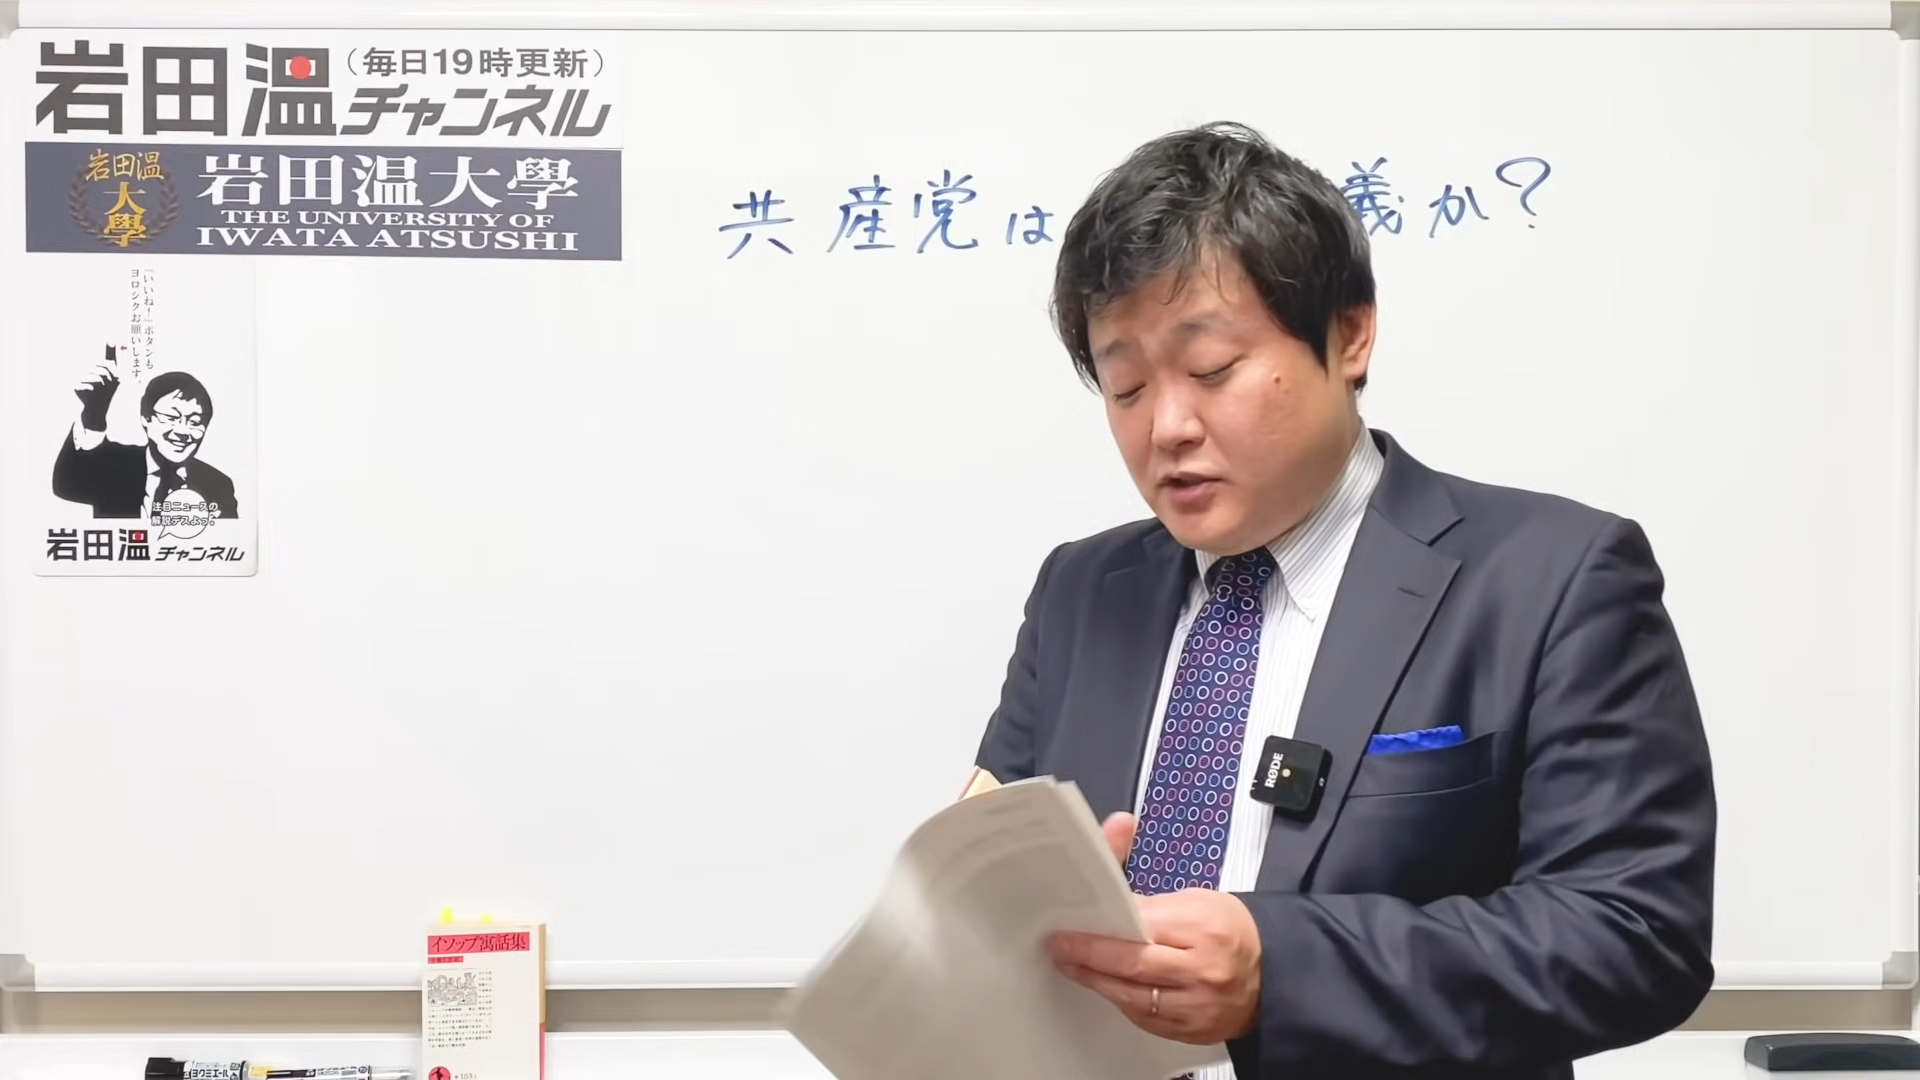 岩田温(毎日19時更新)
チャンネル
岩田温
大學
岩田温大學
THE UNIVERSITY OF
IWATA ATSUSHI
共産党は
義か?
「いいね!」ボタンも
ヨロシクお願いします。
注目ニュースの
解説デスよっ!
岩田温チャンネル
RØDE
イソップ寓話集